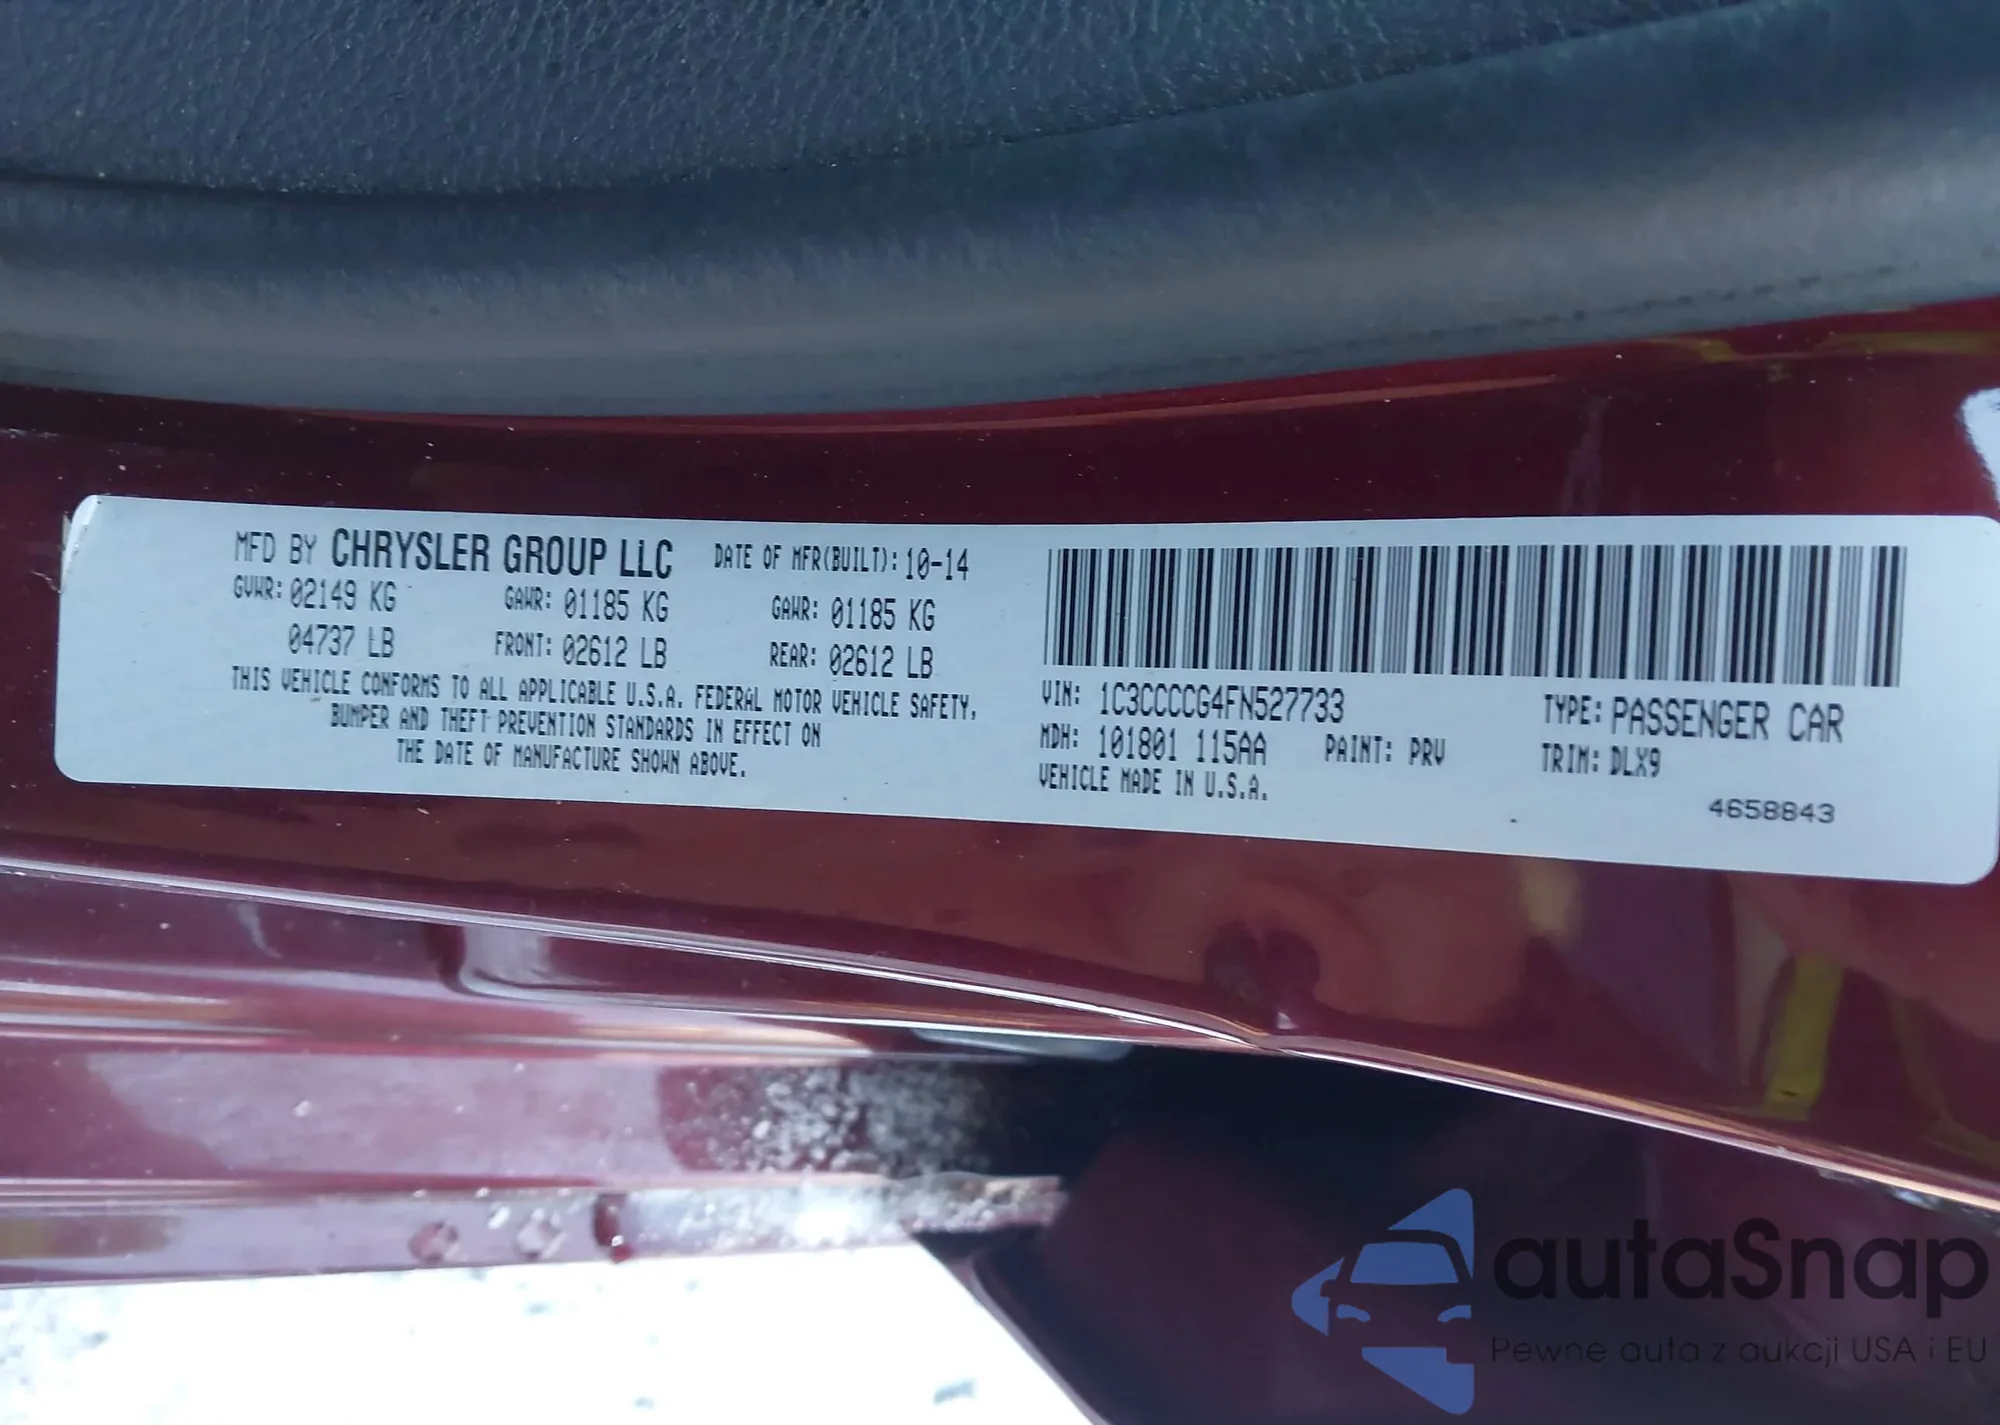 MFD BY CHRYSLER GROUP LLC DATE OF MFR(BUILT): 10-14
GVWR: 02149 KG GAWR: 01185 KG GAWR: 01185 KG
04737 LB FRONT: 02612 LB REAR: 02612 LB
THIS VEHICLE CONFORMS TO ALL APPLICABLE U.S.A. FEDERAL MOTOR VEHICLE SAFETY,
BUMPER AND THEFT PREVENTION STANDARDS IN EFFECT ON
THE DATE OF MANUFACTURE SHOWN ABOVE.
VIN: 1C3CCCCG4FN527733 TYPE: PASSENGER CAR
MDH: 101801 115AA PAINT: PRV TRIM: DLX9
VEHICLE MADE IN U.S.A.
4658843
autaSnap
Pewne auta z aukcji USA i EU